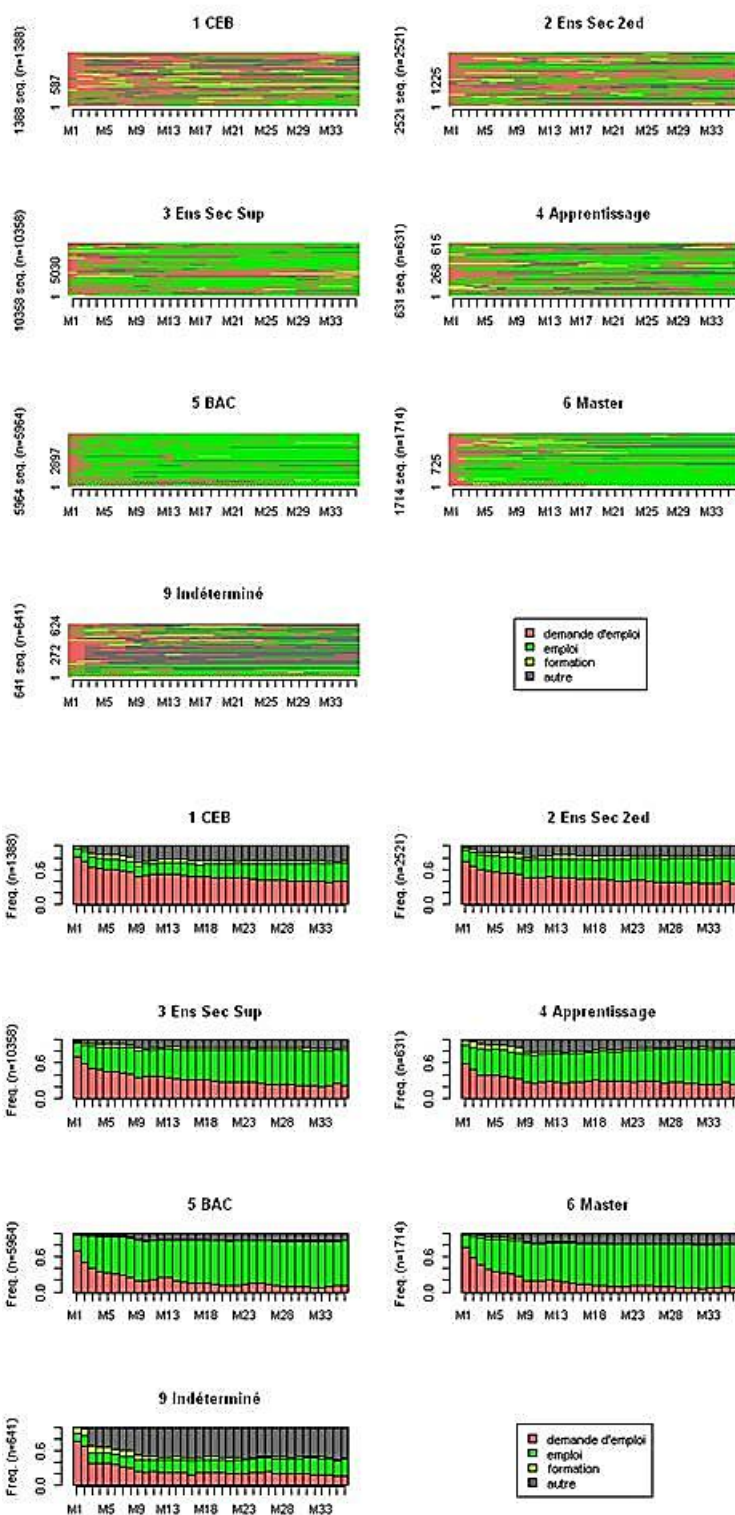 1 CEB
1388 seq. (n=1388)
1 587
M1 M5 M9 M13 M17 M21 M25 M29 M33
2 Ens Sec 2ed
2521 seq. (n=2521)
1 1225
M1 M5 M9 M13 M17 M21 M25 M29 M33
3 Ens Sec Sup
10358 seq. (n=10358)
1 5030
M1 M5 M9 M13 M17 M21 M25 M29 M33
4 Apprentissage
631 seq. (n=631)
1 268 615
M1 M5 M9 M13 M17 M21 M25 M29 M33
5 BAC
5964 seq. (n=5964)
1 2897
M1 M5 M9 M13 M17 M21 M25 M29 M33
6 Master
1714 seq. (n=1714)
1 725
M1 M5 M9 M13 M17 M21 M25 M29 M33
9 Indéterminé
641 seq. (n=641)
1 272 624
M1 M5 M9 M13 M17 M21 M25 M29 M33
demande d'emploi
emploi
formation
autre
1 CEB
Freq. (n=1388)
0.0 0.6
M1 M5 M9 M13 M18 M23 M28 M33
2 Ens Sec 2ed
Freq. (n=2521)
0.0 0.6
M1 M5 M9 M13 M18 M23 M28 M33
3 Ens Sec Sup
Freq. (n=10358)
0.0 0.6
M1 M5 M9 M13 M18 M23 M28 M33
4 Apprentissage
Freq. (n=631)
0.0 0.6
M1 M5 M9 M13 M18 M23 M28 M33
5 BAC
Freq. (n=5964)
0.0 0.6
M1 M5 M9 M13 M18 M23 M28 M33
6 Master
Freq. (n=1714)
0.0 0.6
M1 M5 M9 M13 M18 M23 M28 M33
9 Indéterminé
Freq. (n=641)
0.0 0.6
M1 M5 M9 M13 M18 M23 M28 M33
demande d'emploi
emploi
formation
autre